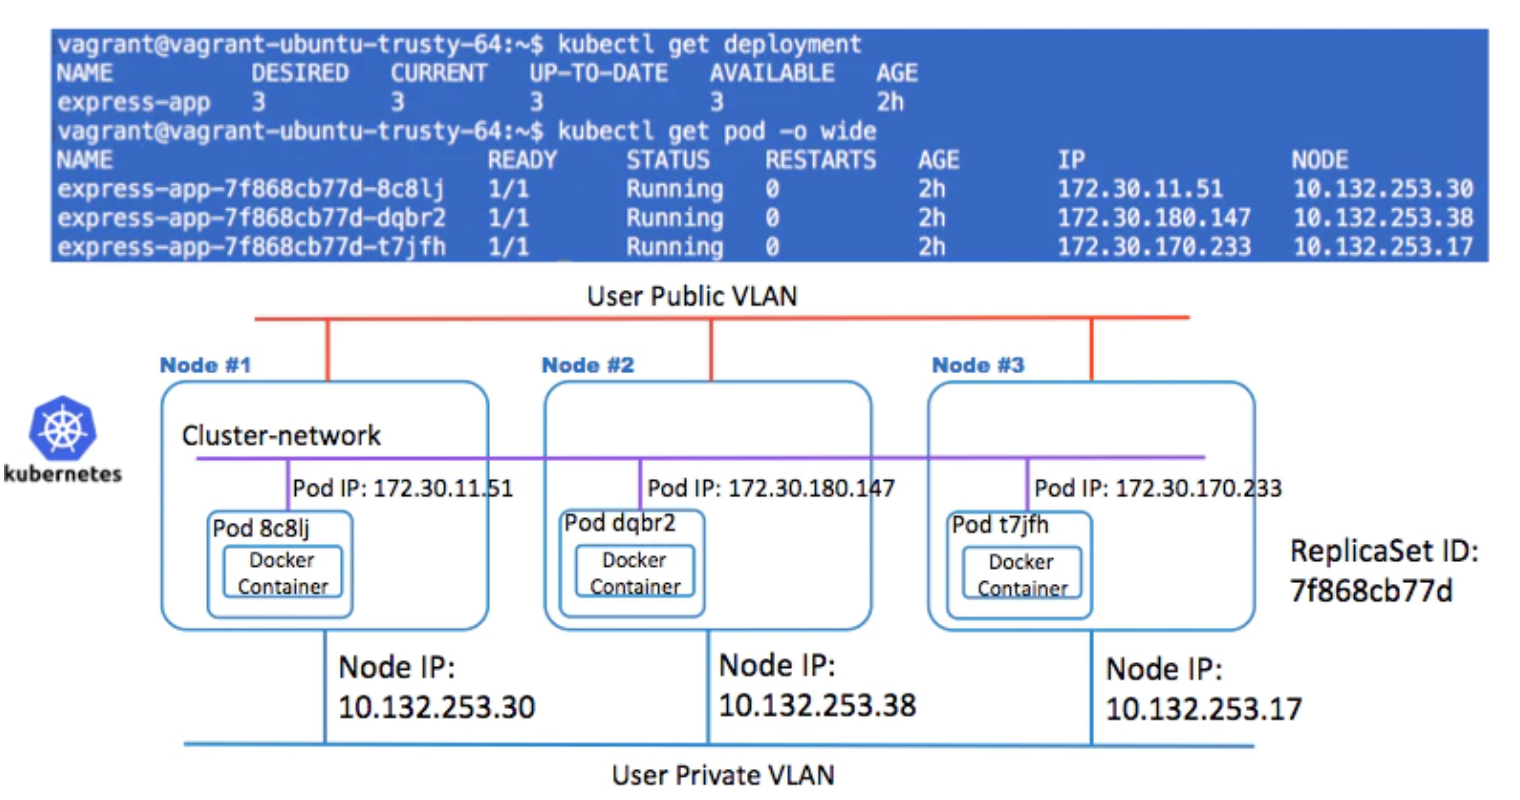 vagrant@vagrant-ubuntu-trusty-64:~$ kubectl get deployment
NAME DESIRED CURRENT UP-TO-DATE AVAILABLE AGE
express-app 3 3 3 3 2h
vagrant@vagrant-ubuntu-trusty-64:~$ kubectl get pod -o wide
NAME READY STATUS RESTARTS AGE IP NODE
express-app-7f868cb77d-8c8lj 1/1 Running 0 2h 172.30.11.51 10.132.253.30
express-app-7f868cb77d-dqbr2 1/1 Running 0 2h 172.30.180.147 10.132.253.38
express-app-7f868cb77d-t7jfh 1/1 Running 0 2h 172.30.170.233 10.132.253.17
User Public VLAN
Node #1 Node #2 Node #3
kubernetes
Cluster-network
Pod IP: 172.30.11.51 Pod IP: 172.30.180.147 Pod IP: 172.30.170.233
Pod 8c8lj
Docker
Container
Pod dqbr2
Docker
Container
Pod t7jfh
Docker
Container
ReplicaSet ID:
7f868cb77d
Node IP:
10.132.253.30
Node IP:
10.132.253.38
Node IP:
10.132.253.17
User Private VLAN